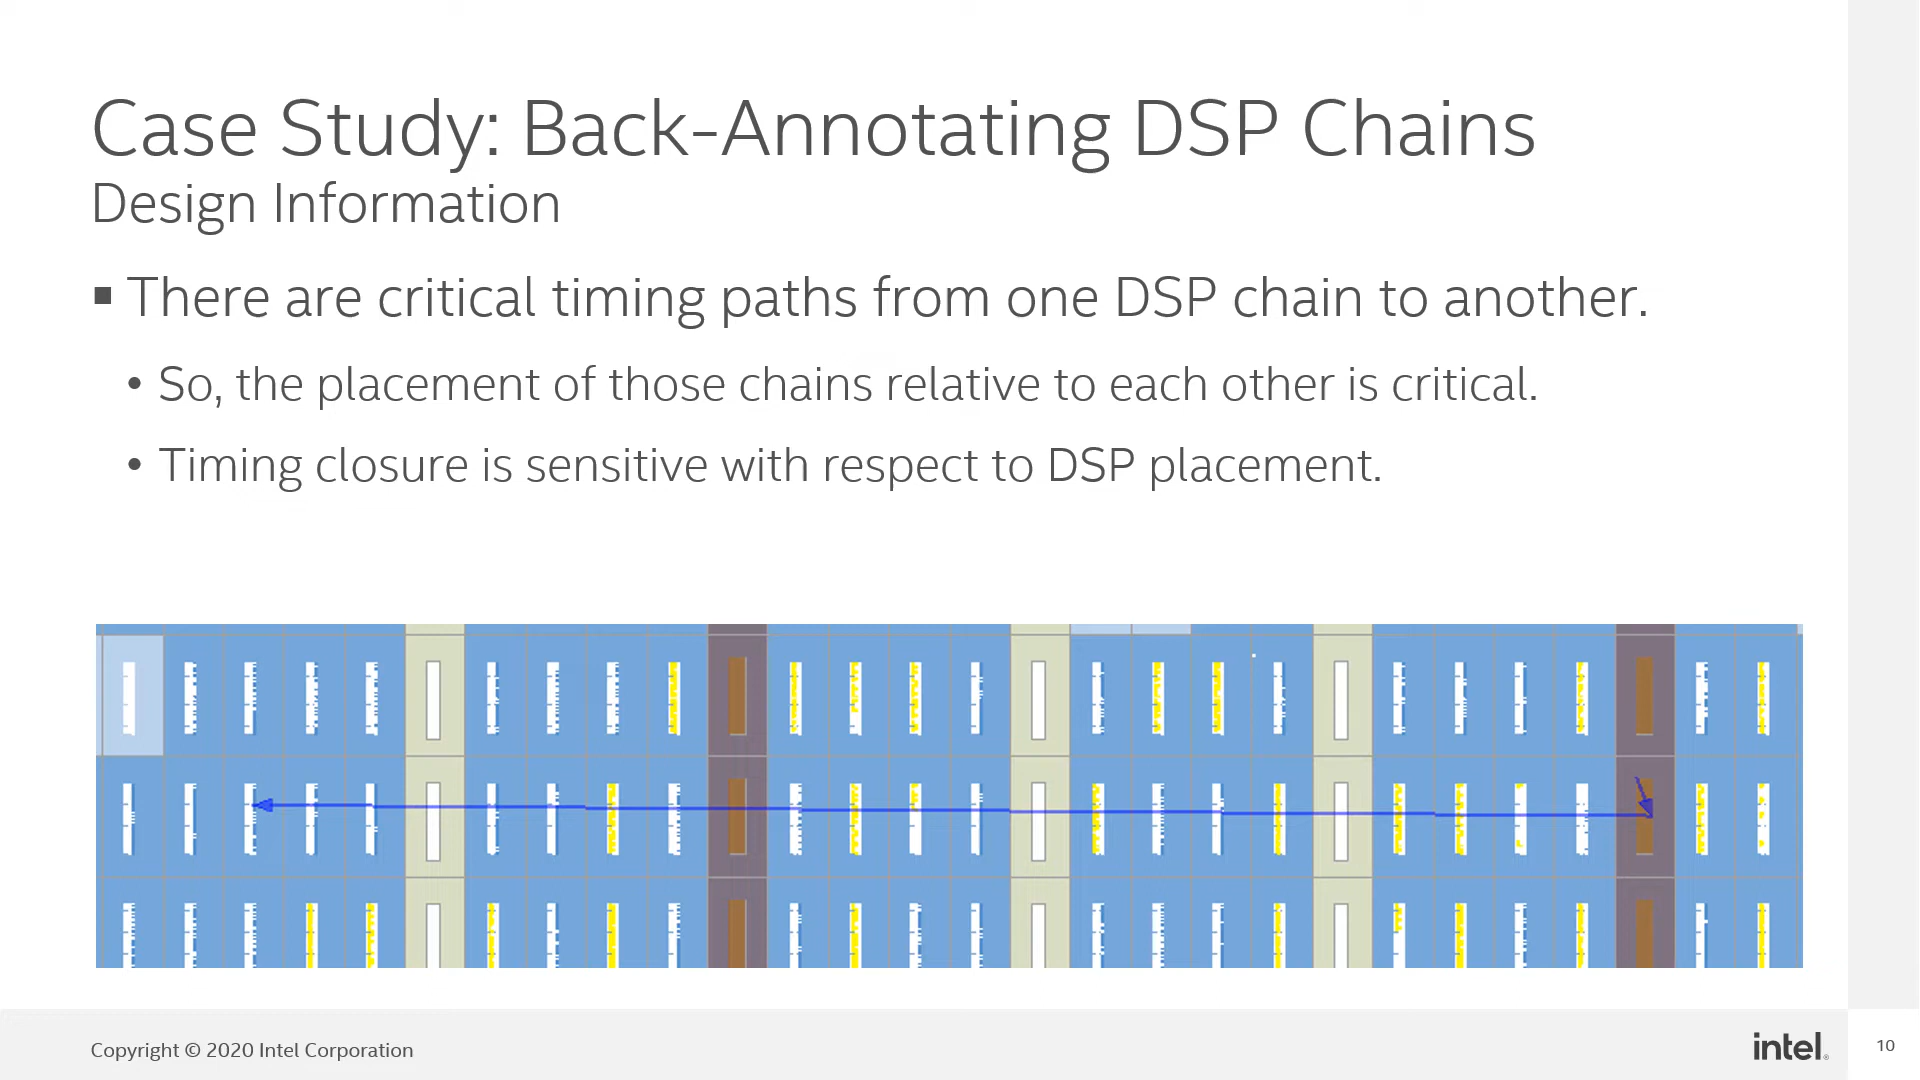 Case Study: Back-Annotating DSP Chains
Design Information
▪ There are critical timing paths from one DSP chain to another.
• So, the placement of those chains relative to each other is critical.
• Timing closure is sensitive with respect to DSP placement.
Copyright © 2020 Intel Corporation
intel®
10